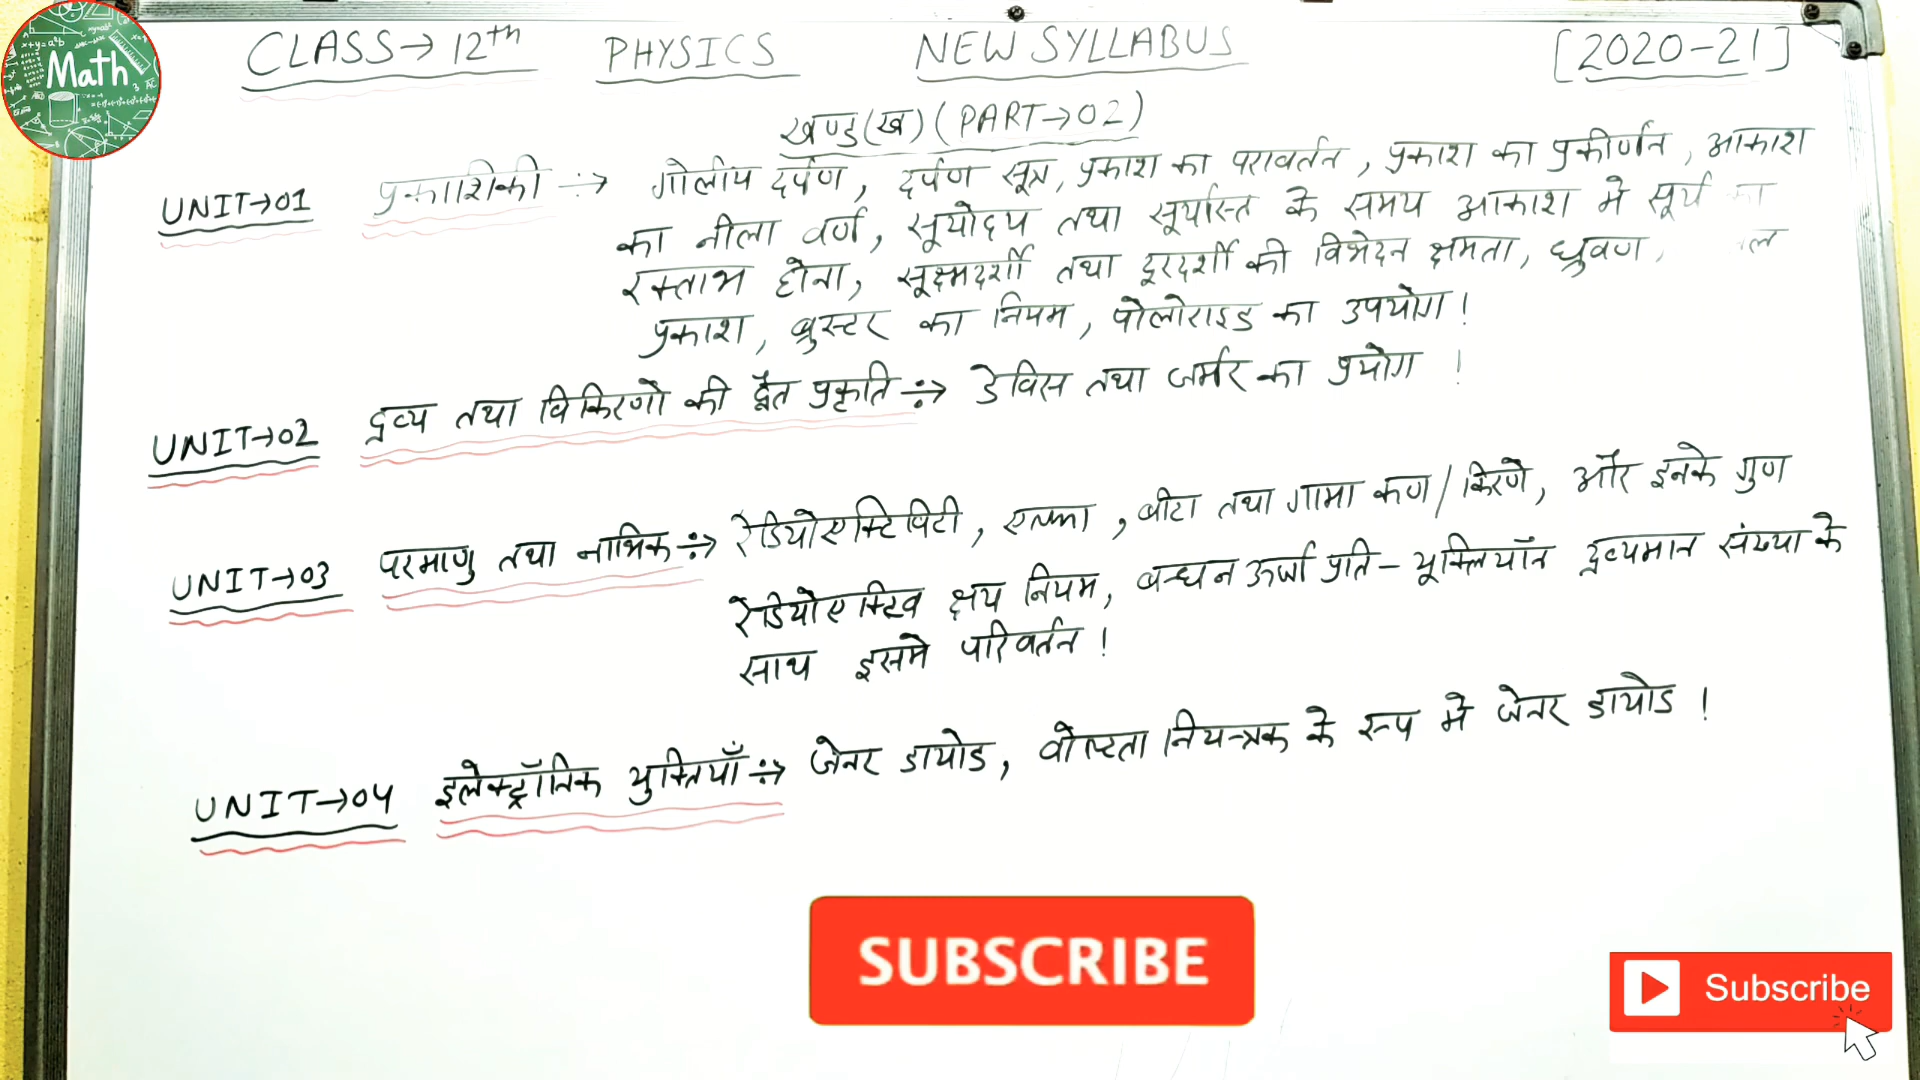 Math
CLASS→12th PHYSICS NEW SYLLABUS [2020-21]
खण्ड(ख) (PART→02)
UNIT→01 प्रकाशिकी ÷→ गोलीय दर्पण, दर्पण सूत्र, प्रकाश का परावर्तन, प्रकाश का प्रकीर्णन, आकाश
का नीला वर्ण, सूर्योदय तथा सूर्यास्त के समय आकाश मे सूर्य का
रक्ताभ होना, सूक्ष्मदर्शी तथा दूरदर्शी की विभेदन क्षमता, ध्रुवण,
प्रकाश, ब्रुस्टर का नियम, पोलोराइड का उपयोग!
UNIT→02 द्रव्य तथा विकिरणो की द्वैत प्रकृति ÷→ डेविस तथा जर्मर का प्रयोग !
UNIT→03 परमाणु तथा नाभिक ÷→ रेडियोएक्टिविटी, एल्फा, बीटा तथा गामा कण/किरणे, और इनके गुण
रेडियोएक्टिव क्षय नियम, बन्धन ऊर्जा प्रति-न्यूक्लियॉन द्रव्यमान संख्या के
साथ इसमे परिवर्तन!
UNIT→04 इलेक्ट्रॉनिक युक्तियाँ ÷→ जेनर डायोड, वोल्टता नियन्त्रक के रूप मे जेनर डायोड !
SUBSCRIBE
Subscribe